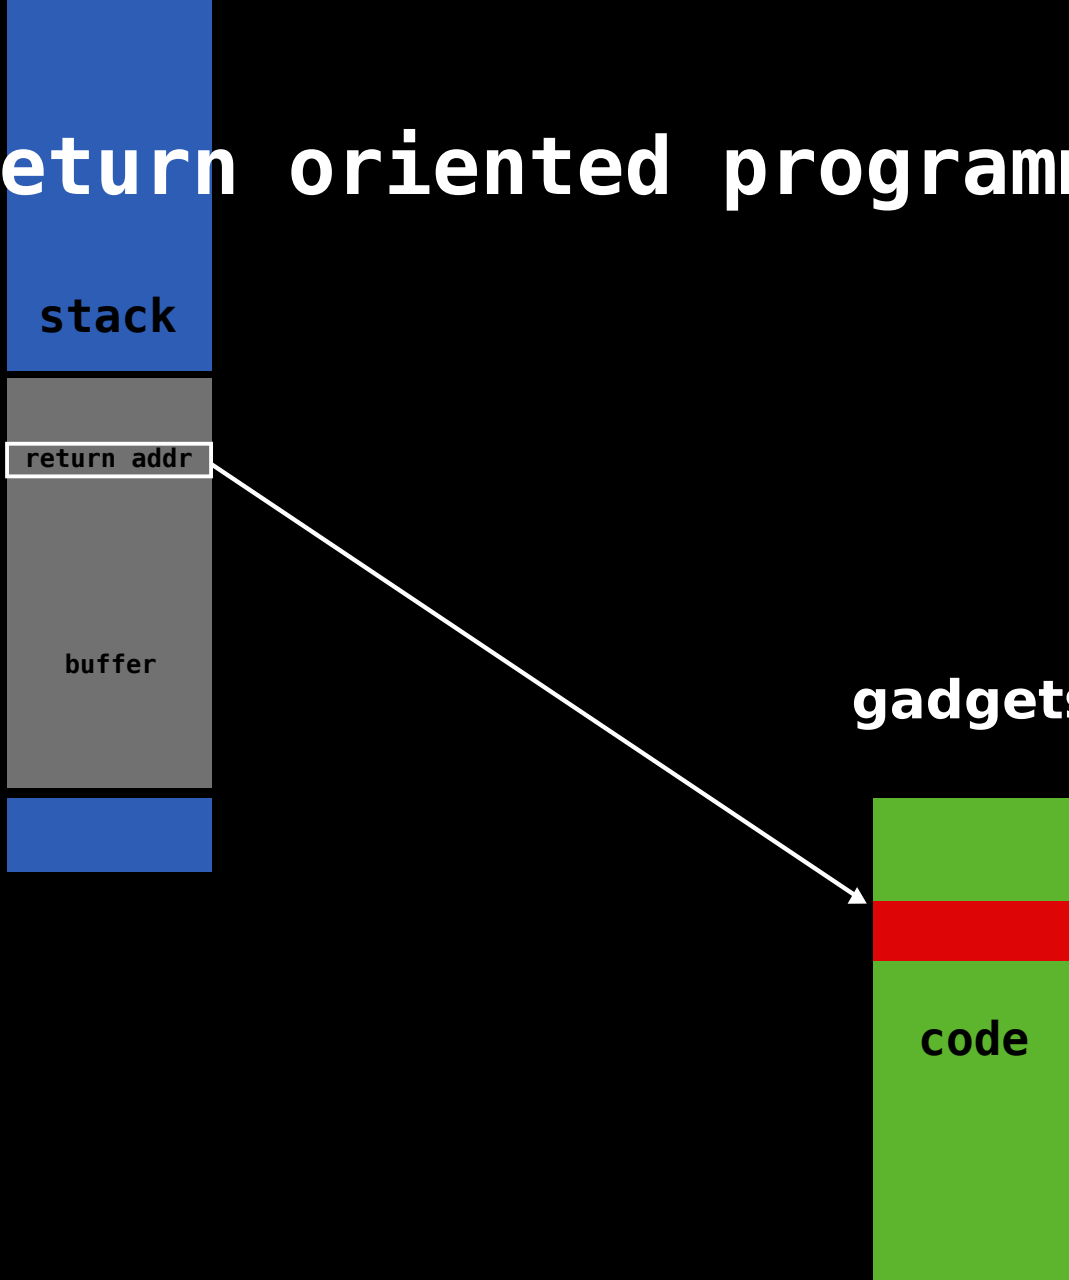 eturn oriented programm
stack
return addr
buffer
gadgets
code